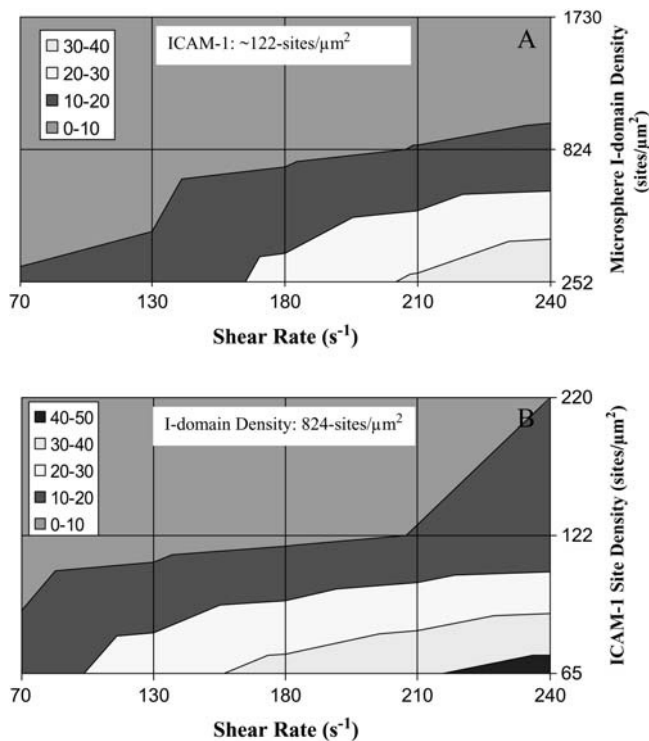 30-40
20-30
10-20
0-10
ICAM-1: ~122-sites/µm²
A
1730
824
252
Microsphere I-domain Density
(sites/µm²)
70 130 180 210 240
Shear Rate (s⁻¹)
40-50
30-40
20-30
10-20
0-10
I-domain Density: 824-sites/µm²
B
220
122
65
ICAM-1 Site Density (sites/µm²)
70 130 180 210 240
Shear Rate (s⁻¹)